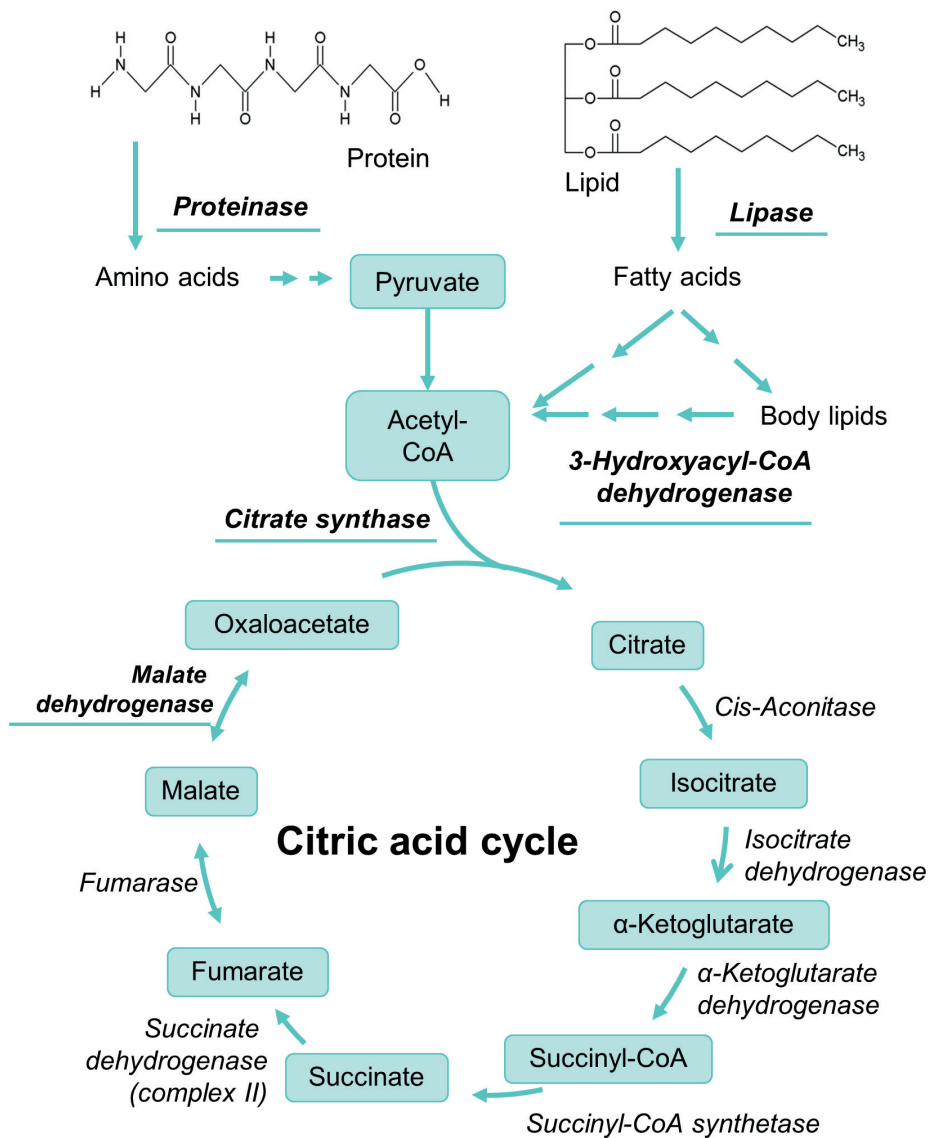 H
N
H
O
N
H
O
H
N
O
N
H
O
O
H
Protein
O
O
CH3
O
O
CH3
O
O
CH3
Lipid
Proteinase
Lipase
Amino acids
Pyruvate
Fatty acids
Acetyl-
CoA
Body lipids
3-Hydroxyacyl-CoA
dehydrogenase
Citrate synthase
Oxaloacetate
Citrate
Malate
dehydrogenase
Cis-Aconitase
Malate
Isocitrate
Citric acid cycle
Isocitrate
dehydrogenase
Fumarase
α-Ketoglutarate
Fumarate
α-Ketoglutarate
dehydrogenase
Succinate
dehydrogenase
(complex II)
Succinate
Succinyl-CoA
Succinyl-CoA synthetase